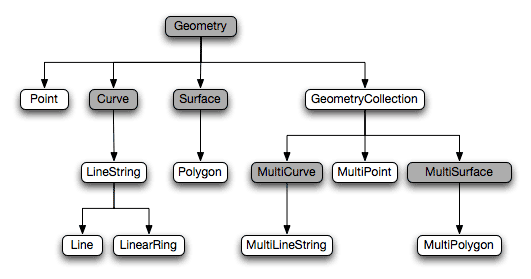 Geometry
Point
Curve
Surface
GeometryCollection
LineString
Polygon
MultiCurve
MultiPoint
MultiSurface
Line
LinearRing
MultiLineString
MultiPolygon